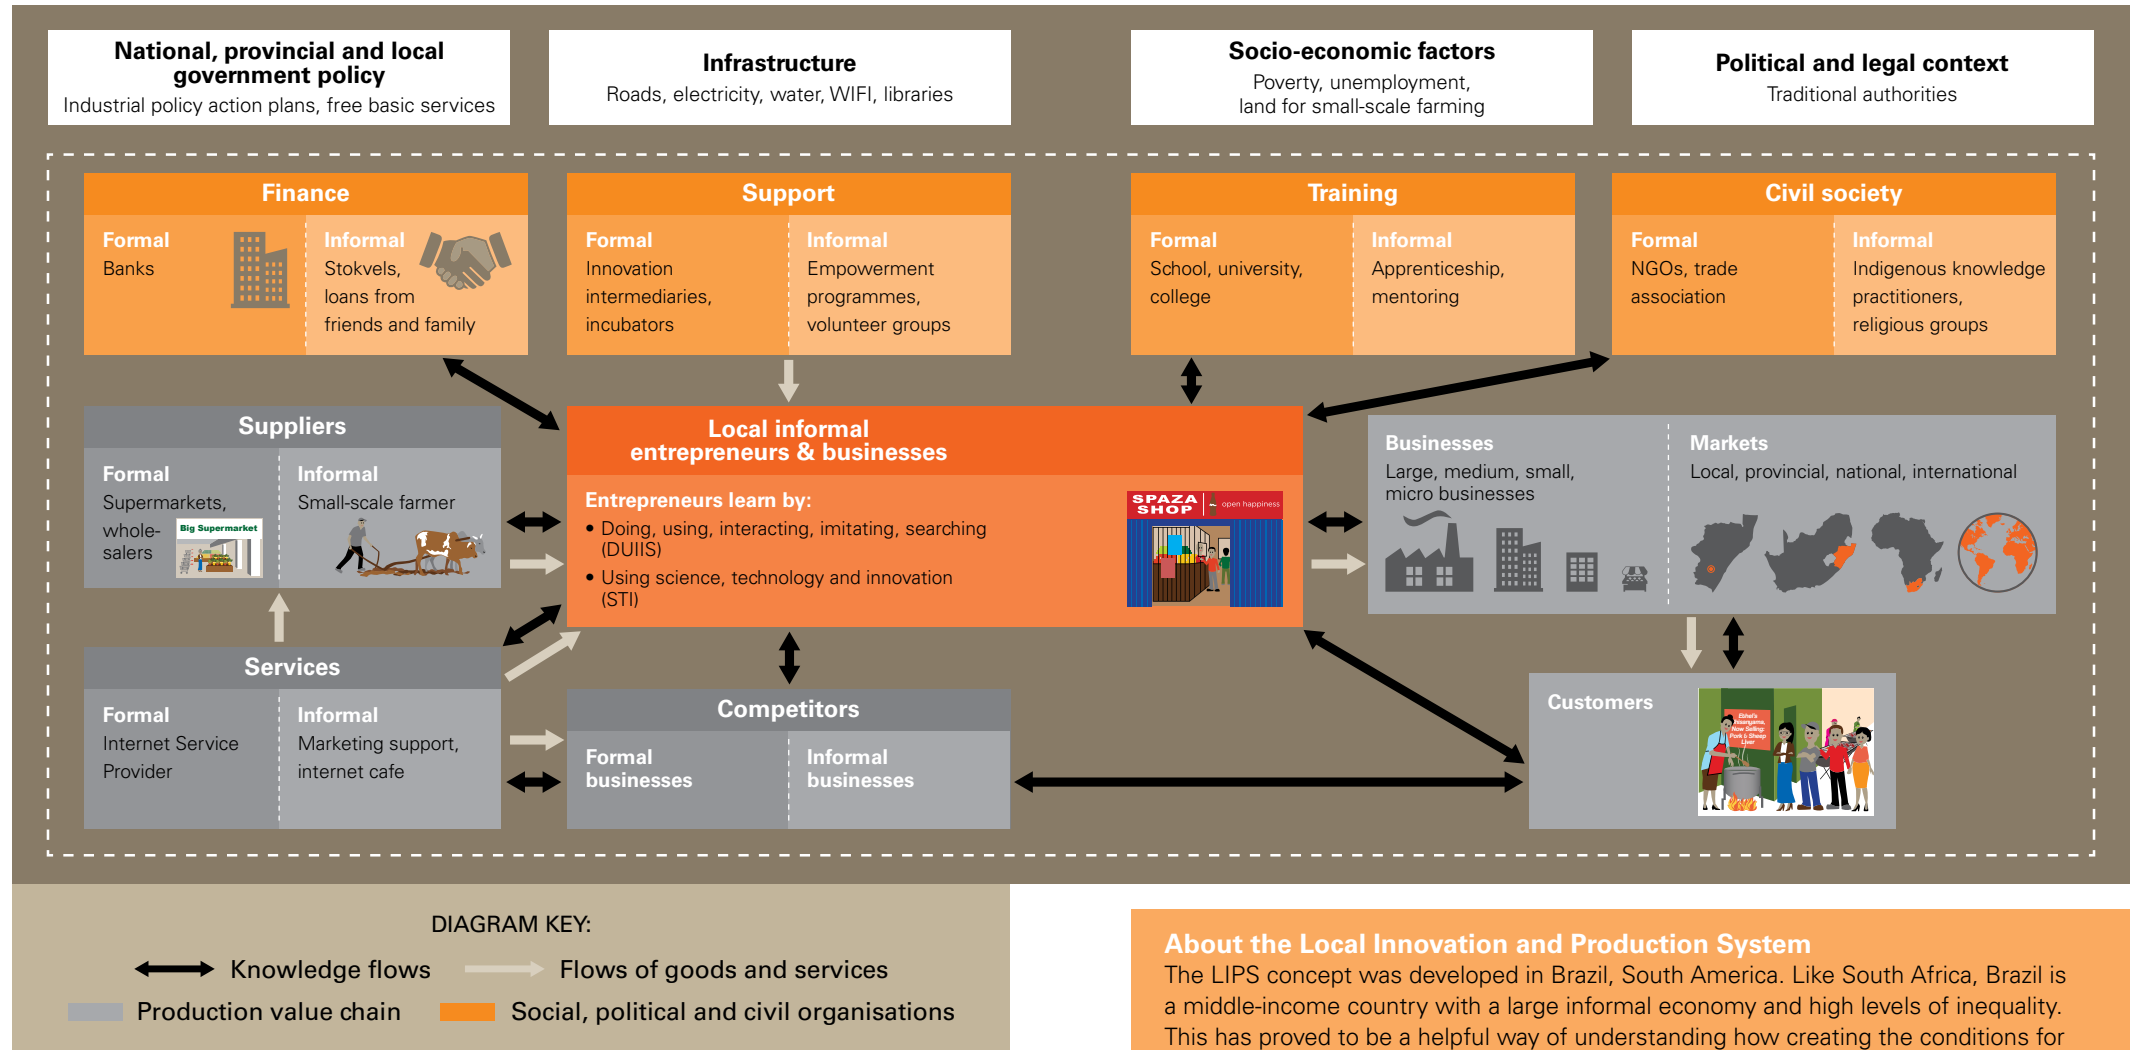 National, provincial and local
government policy
Industrial policy action plans, free basic services
Infrastructure
Roads, electricity, water, WIFI, libraries
Socio-economic factors
Poverty, unemployment,
land for small-scale farming
Political and legal context
Traditional authorities
Finance
Formal
Banks
Informal
Stokvels,
loans from
friends and family
Support
Formal
Innovation
intermediaries,
incubators
Informal
Empowerment
programmes,
volunteer groups
Training
Formal
School, university,
college
Informal
Apprenticeship,
mentoring
Civil society
Formal
NGOs, trade
association
Informal
Indigenous knowledge
practitioners,
religious groups
Suppliers
Formal
Supermarkets,
whole-
salers
Big Supermarket
Informal
Small-scale farmer
Local informal
entrepreneurs & businesses
Entrepreneurs learn by:
• Doing, using, interacting, imitating, searching
(DUIIS)
• Using science, technology and innovation
(STI)
SPAZA
SHOP
open happiness
Businesses
Large, medium, small,
micro businesses
Markets
Local, provincial, national, international
Services
Formal
Internet Service
Provider
Informal
Marketing support,
internet cafe
Competitors
Formal
businesses
Informal
businesses
Customers
Ethel's
Now Selling:
Pork & Sheep
Liver
DIAGRAM KEY:
Knowledge flows
Flows of goods and services
Production value chain
Social, political and civil organisations
About the Local Innovation and Production System
The LIPS concept was developed in Brazil, South America. Like South Africa, Brazil is
a middle-income country with a large informal economy and high levels of inequality.
This has proved to be a helpful way of understanding how creating the conditions for